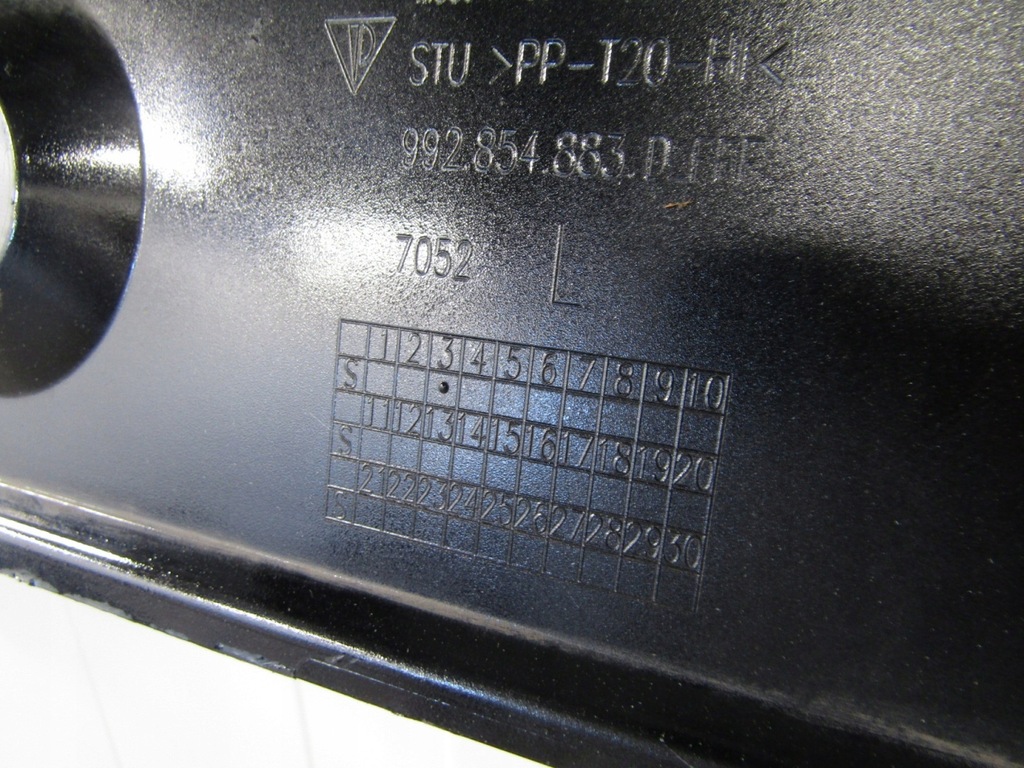 STU >PP-T20-HI<
992.854.883.D
7052 L
1 2 3 4 5 6 7 8 9 10
S
11 12 13 14 15 16 17 18 19 20
S
21 22 23 24 25 26 27 28 29 30
S